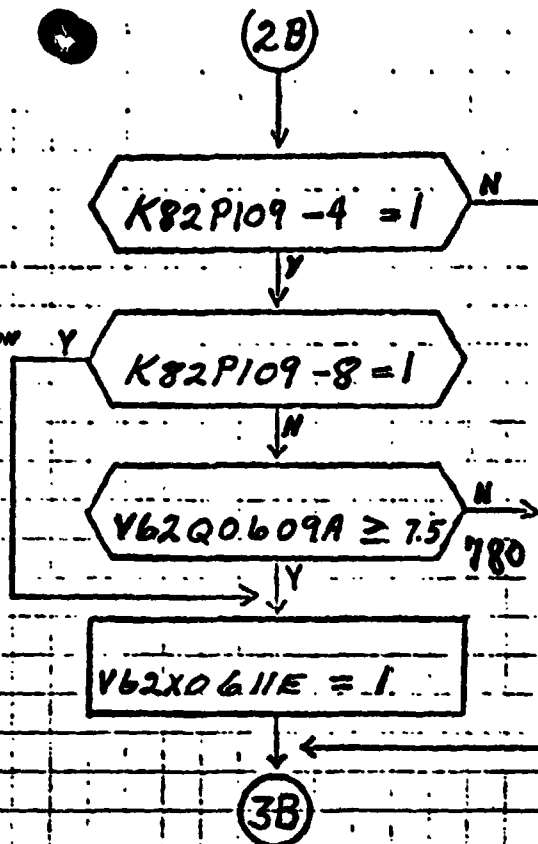 2B
K82P109-4 = 1
N
Y
Y
K82P109-8 = 1
N
V62Q0609A ≥ 7.5
N
780
Y
V62X0611E = 1
3B